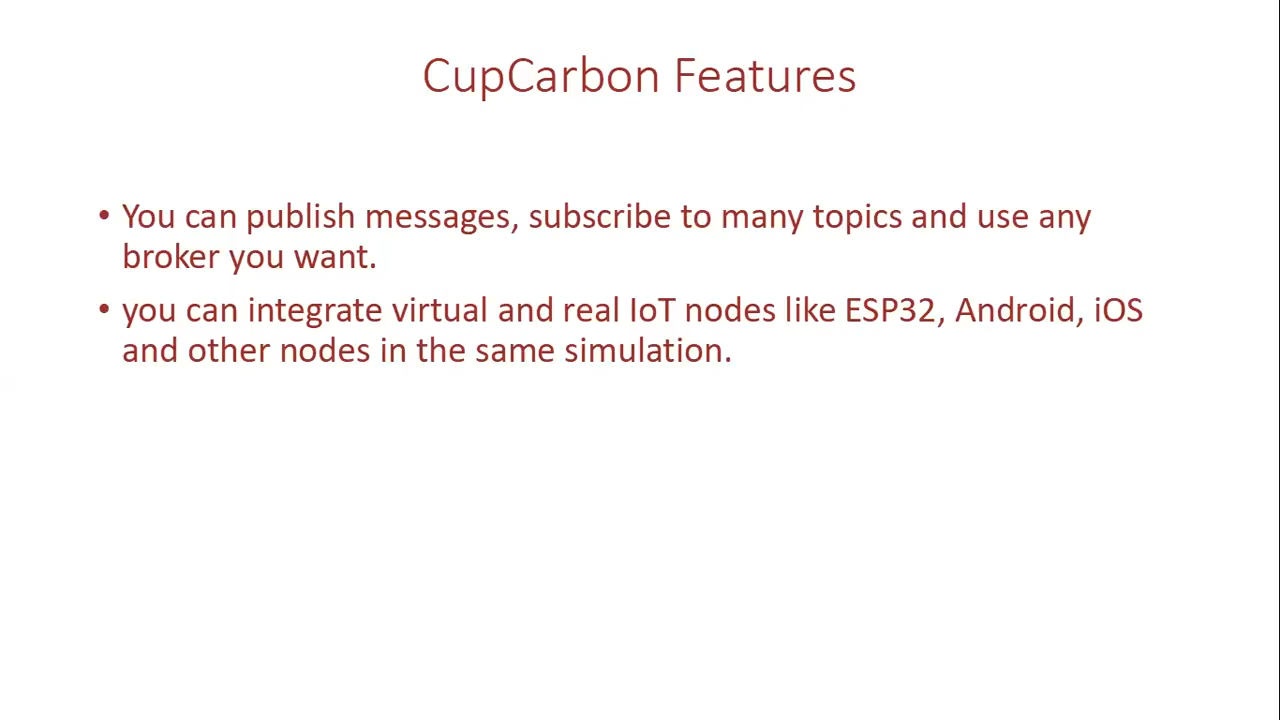 CupCarbon Features
• You can publish messages, subscribe to many topics and use any
broker you want.
• you can integrate virtual and real IoT nodes like ESP32, Android, iOS
and other nodes in the same simulation.